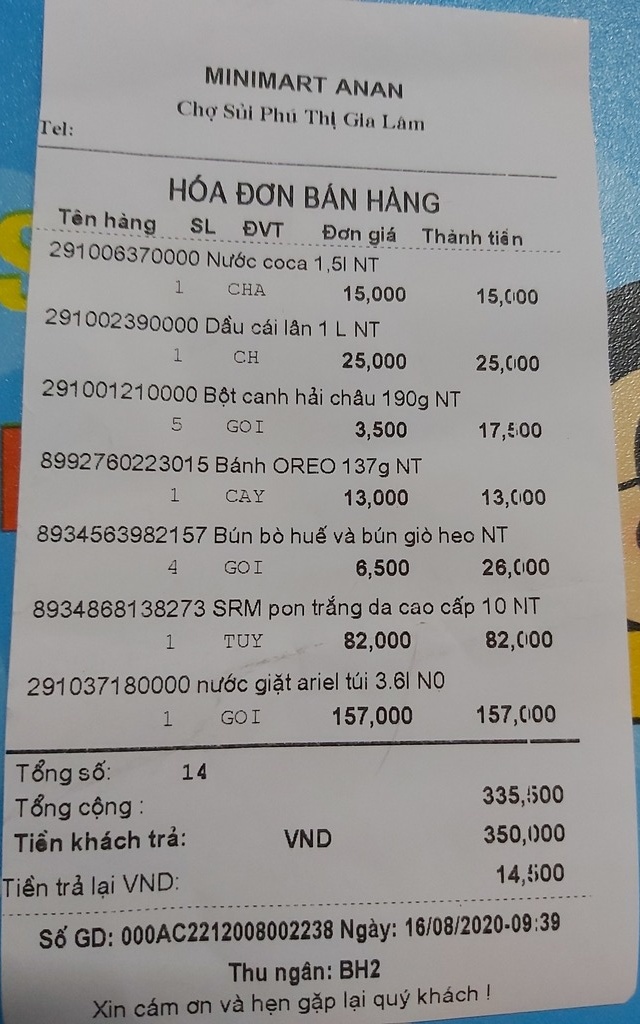 MINIMART ANAN
Chợ Sủi Phú Thị Gia Lâm
Tel:
HÓA ĐƠN BÁN HÀNG
Tên hàng SL ĐVT Đơn giá Thành tiền
291006370000 Nước coca 1,5l NT
1 CHA 15,000 15,000
291002390000 Dầu cái lân 1 L NT
1 CH 25,000 25,000
291001210000 Bột canh hải châu 190g NT
5 GOI 3,500 17,500
8992760223015 Bánh OREO 137g NT
1 CAY 13,000 13,000
8934563982157 Bún bò huế và bún giò heo NT
4 GOI 6,500 26,000
8934868138273 SRM pon trắng da cao cấp 10 NT
1 TUY 82,000 82,000
291037180000 nước giặt ariel túi 3.6l N0
1 GOI 157,000 157,000
Tổng số: 14
Tổng cộng : 335,500
Tiền khách trả: VND 350,000
Tiền trả lại VND: 14,500
Số GD: 000AC2212008002238 Ngày: 16/08/2020-09:39
Thu ngân: BH2
Xin cám ơn và hẹn gặp lại quý khách !